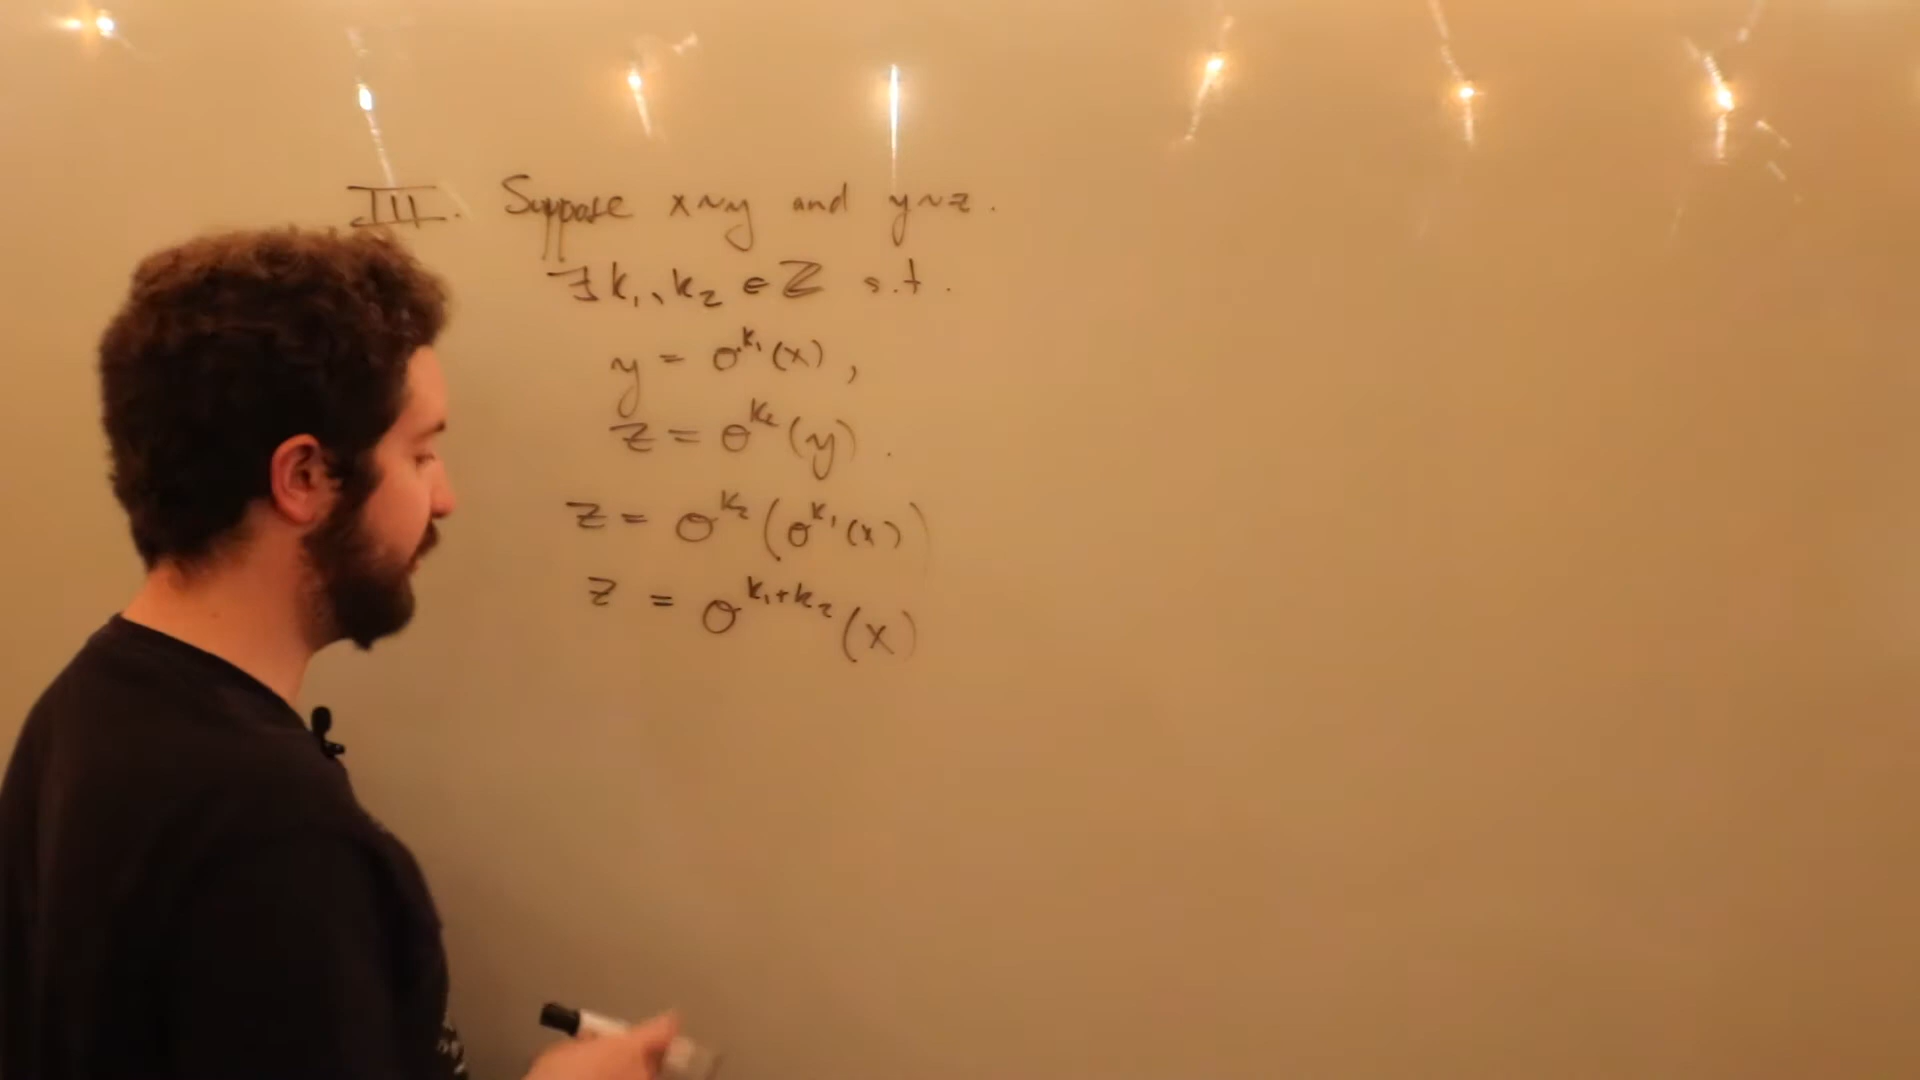 III. Suppose x~y and y~z.
∃ k₁, k₂ ∈ ℤ s.t.
y = σ^k₁(x),
z = σ^k₂(y).
z = σ^k₂(σ^k₁(x))
z = σ^k₁+k₂(x)